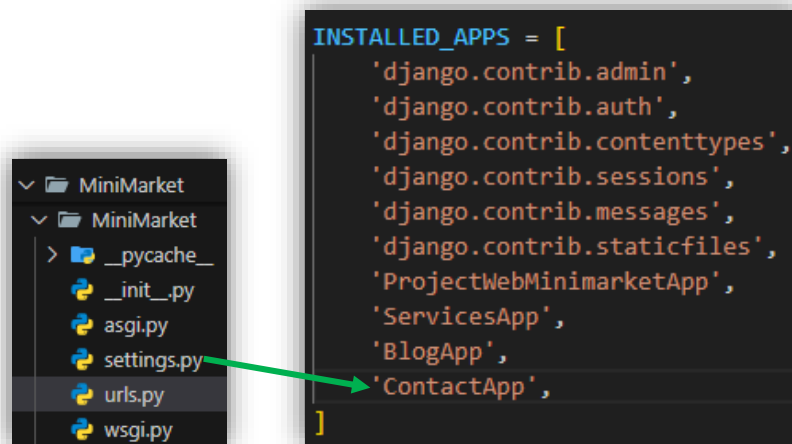 MiniMarket
MiniMarket
__pycache__
__init__.py
asgi.py
settings.py
urls.py
wsgi.py
INSTALLED_APPS = [
'django.contrib.admin',
'django.contrib.auth',
'django.contrib.contenttypes',
'django.contrib.sessions',
'django.contrib.messages',
'django.contrib.staticfiles',
'ProjectWebMinimarketApp',
'ServicesApp',
'BlogApp',
'ContactApp',
]